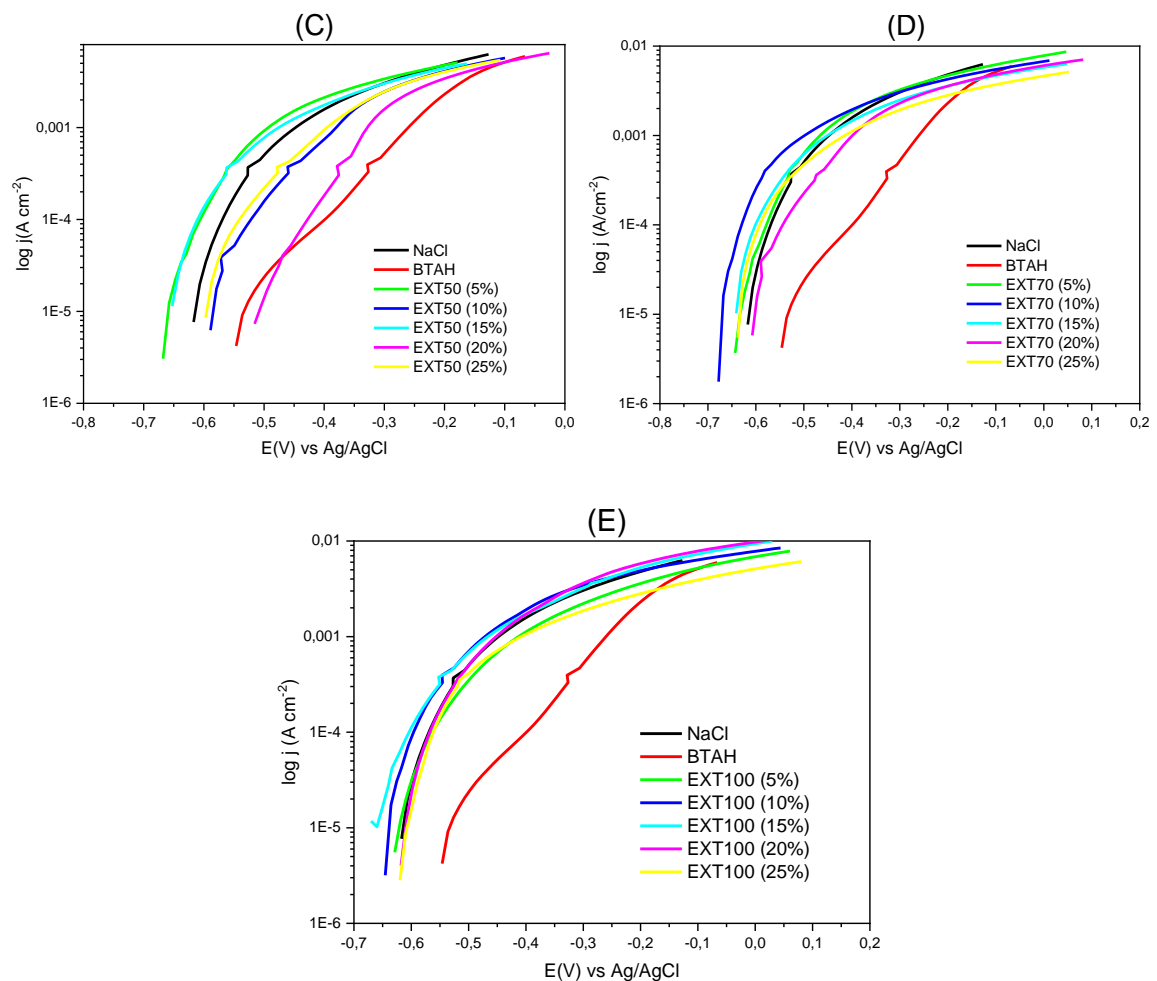 (C)
log j(A cm-2)
0,001
1E-4
1E-5
1E-6
-0,8 -0,7 -0,6 -0,5 -0,4 -0,3 -0,2 -0,1 0,0
E(V) vs Ag/AgCl
NaCl
BTAH
EXT50 (5%)
EXT50 (10%)
EXT50 (15%)
EXT50 (20%)
EXT50 (25%)
(D)
log j (A/cm-2)
0,01
0,001
1E-4
1E-5
1E-6
-0,8 -0,7 -0,6 -0,5 -0,4 -0,3 -0,2 -0,1 0,0 0,1 0,2
E(V) vs Ag/AgCl
NaCl
BTAH
EXT70 (5%)
EXT70 (10%)
EXT70 (15%)
EXT70 (20%)
EXT70 (25%)
(E)
log j (A cm-2)
0,01
0,001
1E-4
1E-5
1E-6
-0,7 -0,6 -0,5 -0,4 -0,3 -0,2 -0,1 0,0 0,1 0,2
E(V) vs Ag/AgCl
NaCl
BTAH
EXT100 (5%)
EXT100 (10%)
EXT100 (15%)
EXT100 (20%)
EXT100 (25%)